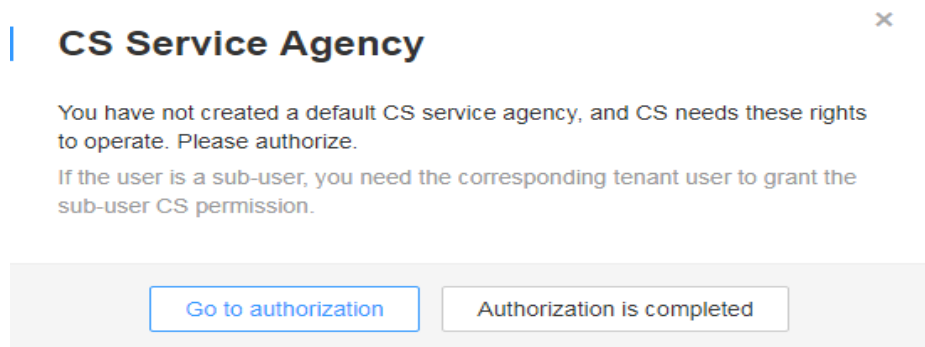 CS Service Agency
You have not created a default CS service agency, and CS needs these rights
to operate. Please authorize.
If the user is a sub-user, you need the corresponding tenant user to grant the
sub-user CS permission.
Go to authorization
Authorization is completed